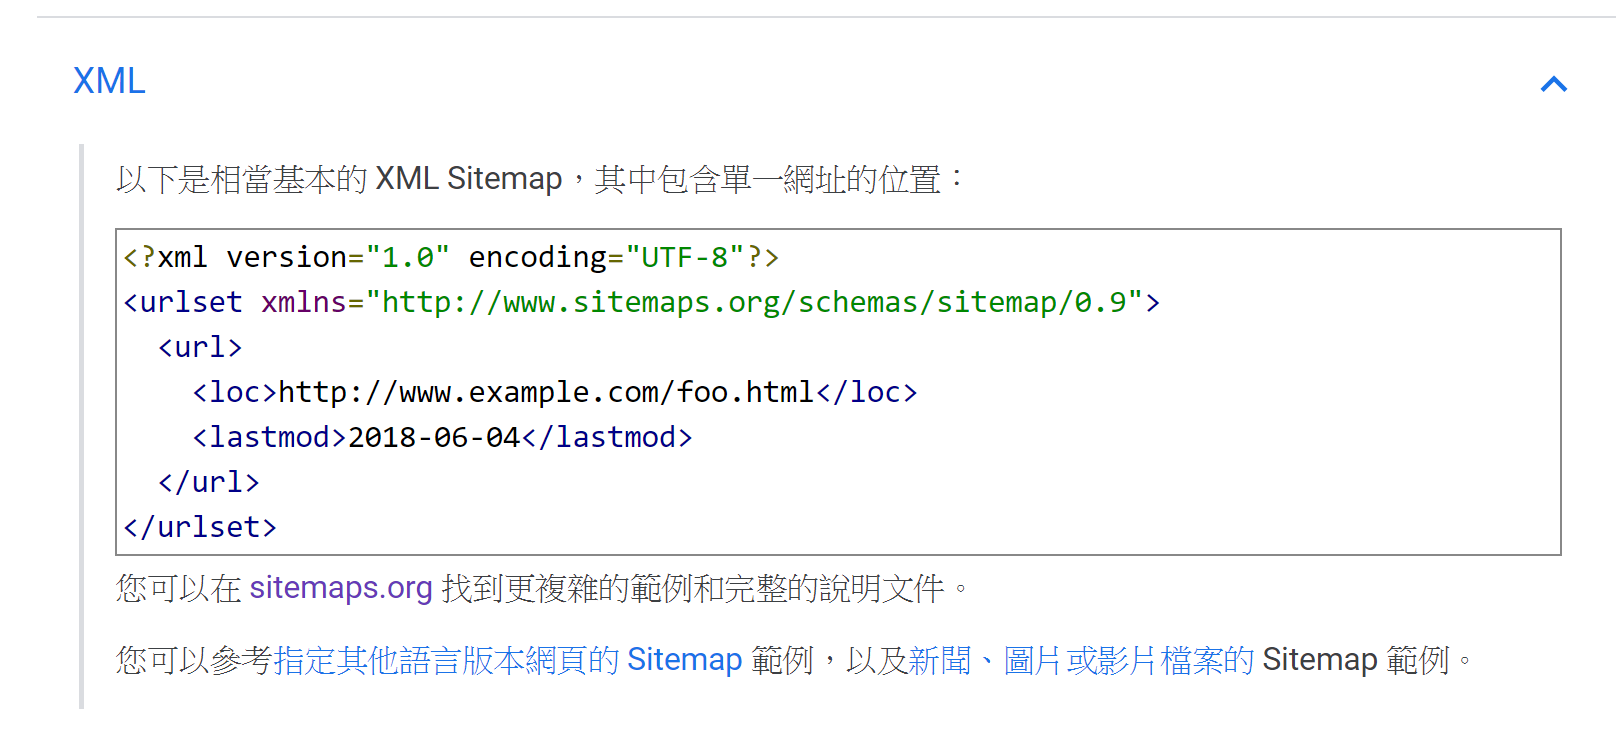 XML
以下是相當基本的 XML Sitemap，其中包含單一網址的位置：
<?xml version="1.0" encoding="UTF-8"?>
<urlset xmlns="http://www.sitemaps.org/schemas/sitemap/0.9">
  <url>
    <loc>http://www.example.com/foo.html</loc>
    <lastmod>2018-06-04</lastmod>
  </url>
</urlset>
您可以在 sitemaps.org 找到更複雜的範例和完整的說明文件。
您可以參考指定其他語言版本網頁的 Sitemap 範例，以及新聞、圖片或影片檔案的 Sitemap 範例。